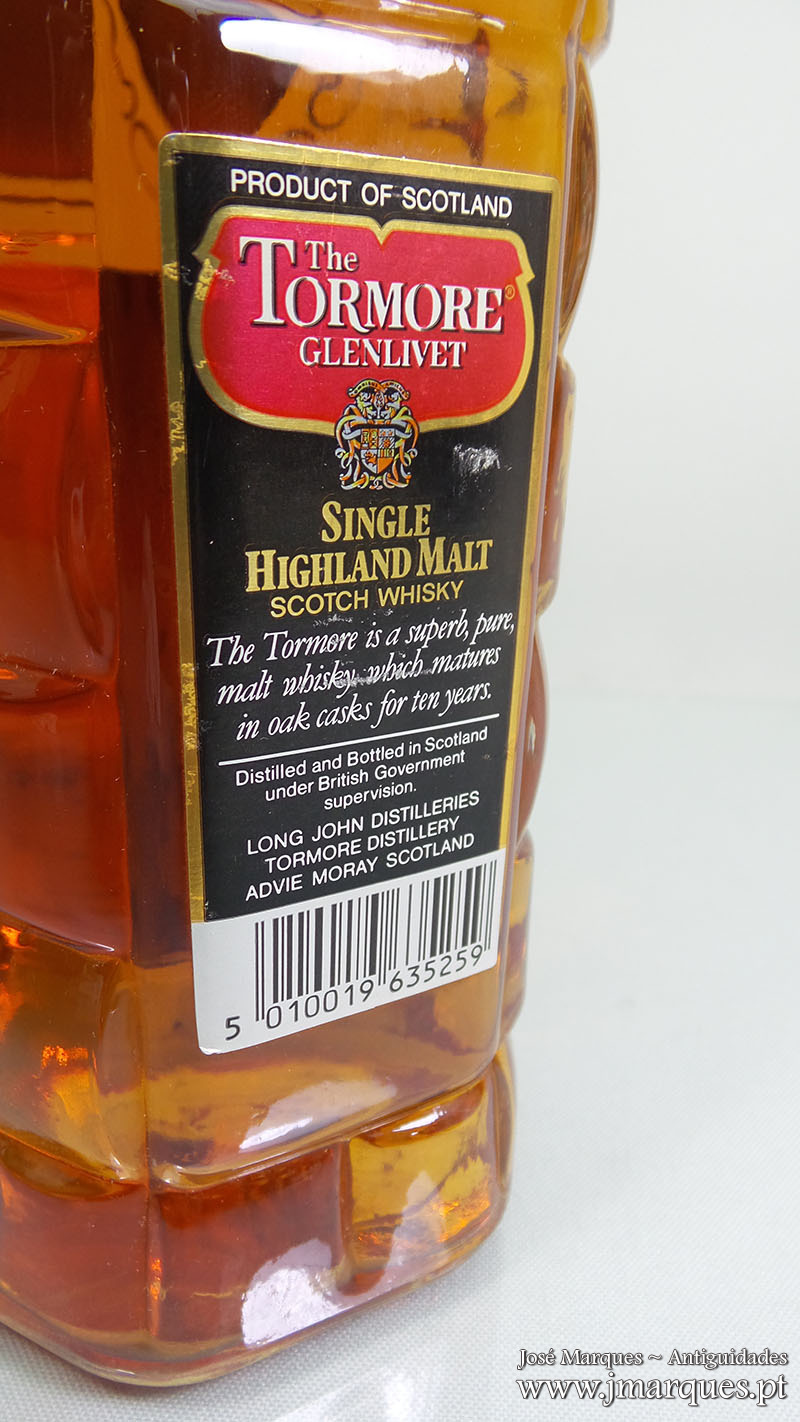 PRODUCT OF SCOTLAND
The
TORMORE®
GLENLIVET
SINGLE
HIGHLAND MALT
SCOTCH WHISKY
The Tormore is a superb, pure,
malt whisky which matures
in oak casks for ten years.
Distilled and Bottled in Scotland
under British Government
supervision.
LONG JOHN DISTILLERIES
TORMORE DISTILLERY
ADVIE MORAY SCOTLAND
5 010019 635259
José Marques ~ Antiguidades
www.jmarques.pt